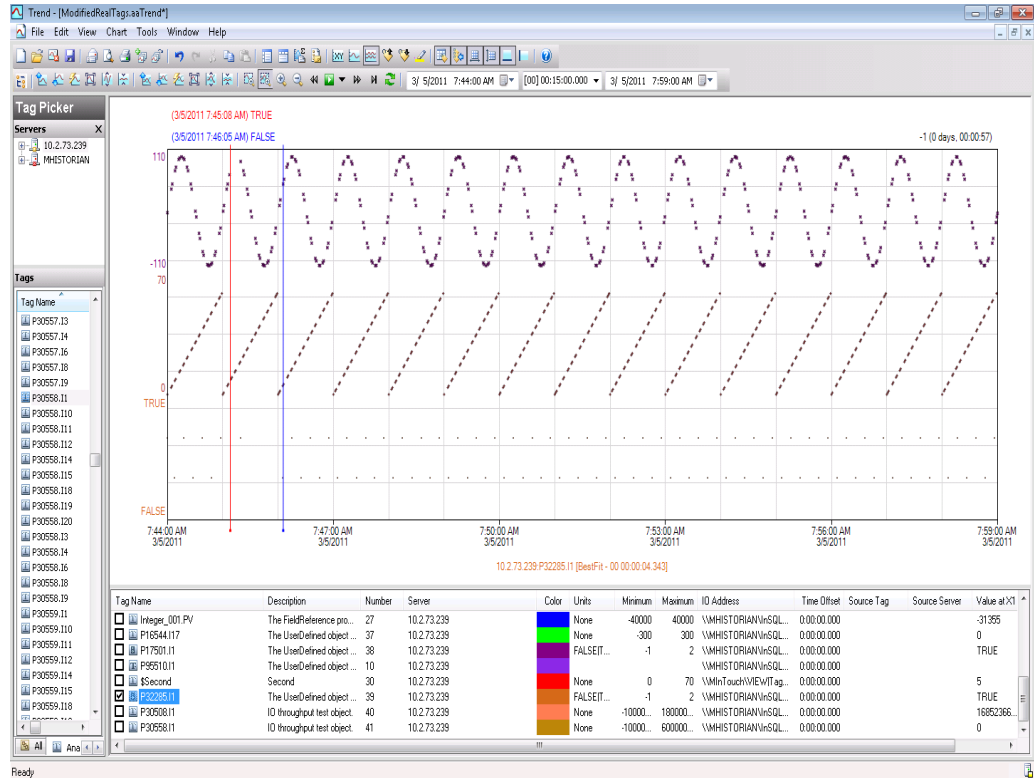 Trend - [ModifiedRealTags.aaTrend*]
File Edit View Chart Tools Window Help
3/ 5/2011 7:44:00 AM [00] 00:15:00.000 3/ 5/2011 7:59:00 AM
Tag Picker
Servers X
10.2.73.239
MHISTORIAN
Tags
Tag Name
P30557.I3
P30557.I4
P30557.I6
P30557.I8
P30557.I9
P30558.I1
P30558.I10
P30558.I11
P30558.I12
P30558.I14
P30558.I15
P30558.I18
P30558.I19
P30558.I20
P30558.I3
P30558.I4
P30558.I6
P30558.I8
P30558.I9
P30559.I1
P30559.I10
P30559.I11
P30559.I12
P30559.I14
P30559.I15
P30559.I18
All Ana
(3/5/2011 7:45:08 AM) TRUE
(3/5/2011 7:46:05 AM) FALSE
-1 (0 days, 00:00:57)
110
-110
70
0
TRUE
FALSE
7:44:00 AM 7:47:00 AM 7:50:00 AM 7:53:00 AM 7:56:00 AM 7:59:00 AM
3/5/2011 3/5/2011 3/5/2011 3/5/2011 3/5/2011 3/5/2011
10.2.73.239:P32285.I1 [BestFit - 00 00:00:04.343]
Tag Name Description Number Server Color Units Minimum Maximum IO Address Time Offset Source Tag Source Server Value at X1
Integer_001.PV The FieldReference pro... 27 10.2.73.239 None -40000 40000 \\MHISTORIAN\InSQL... 0:00:00.000 -31355
P16544.I17 The UserDefined object ... 37 10.2.73.239 None -300 300 \\MHISTORIAN\InSQL... 0:00:00.000 0
P17501.I1 The UserDefined object ... 38 10.2.73.239 FALSE|T... -1 2 \\MHISTORIAN\InSQL... 0:00:00.000 TRUE
P95510.I1 The UserDefined object ... 10 10.2.73.239 \\MHISTORIAN\InSQL... 0:00:00.000
$Second Second 30 10.2.73.239 None 0 70 \\MInTouch\VIEW|Tag... 0:00:00.000 5
P32285.I1 The UserDefined object ... 39 10.2.73.239 FALSE|T... -1 2 \\MHISTORIAN\InSQL... 0:00:00.000 TRUE
P30508.I1 IO throughput test object. 40 10.2.73.239 None -10000... 180000... \\MHISTORIAN\InSQL... 0:00:00.000 16852366...
P30558.I1 IO throughput test object. 41 10.2.73.239 None -10000... 600000... \\MHISTORIAN\InSQL... 0:00:00.000 0
Ready